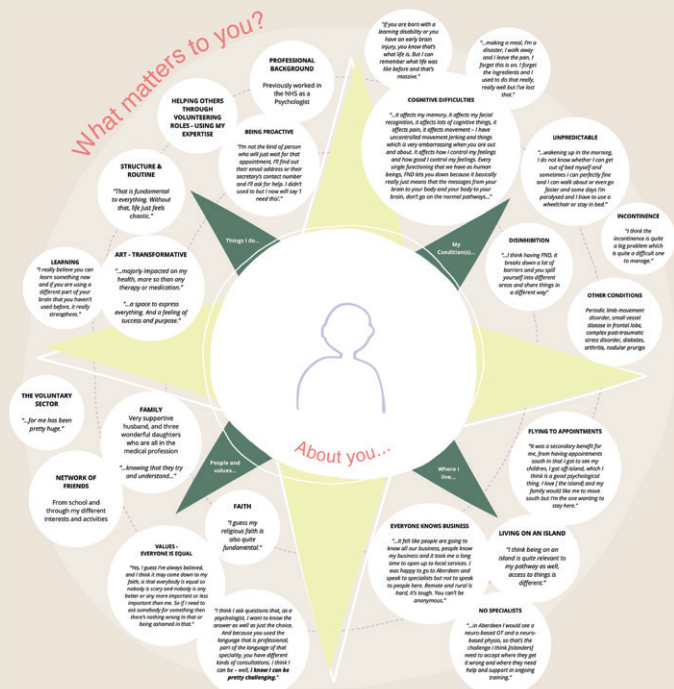 What matters to you?
PROFESSIONAL
BACKGROUND
Previously worked in
the NHS as a
Psychologist
"If you are born with a
learning disability or you
have an early brain
injury, you know that's
what life is. But I can
remember what life
was like before and that's
massive."
"...making a meal, I'm a
disaster, I walk away
and I leave the pan, I
forget this is on, I forget
the ingredients and I
used to do that really,
really well but I've lost
that."
HELPING OTHERS
THROUGH
VOLUNTEERING
ROLES - USING MY
EXPERTISE
BEING PROACTIVE
"I'm not the kind of person
who will just wait for that
appointment, I'll find out
their email address or their
secretary's contact number
and I'll ask for help. I didn't
used to but I now will say 'I
need this'."
COGNITIVE DIFFICULTIES
"...it affects my memory, it affects my facial
recognition, it affects lots of cognitive things, it
affects pain, it affects movement – I have
uncontrolled movement jerking and things
which is very embarrassing when you are out
and about. It affects how I control my feelings
and how good I control my feelings. Every
single functioning that we have as human
beings, FND lets you down because it basically
really just means that the messages from your
brain to your body and your body to your
brain, don't go on the normal pathways..."
UNPREDICTABLE
"...wakening up in the morning,
I do not know whether I can get
out of bed myself and
sometimes I can perfectly fine
and I can walk about or even go
faster and some days I'm
paralysed and I have to use a
wheelchair or stay in bed."
STRUCTURE &
ROUTINE
"That is fundamental
to everything. Without
that, life just feels
chaotic."
INCONTINENCE
"I think the
incontinence is quite
a big problem which
is quite a difficult one
to manage."
Things I do...
My
Condition(s)...
DISINHIBITION
"...I think having FND, it
breaks down a lot of
barriers and you spill
yourself into different
areas and share things in
a different way"
LEARNING
"I really believe you can
learn something new
and if you are using a
different part of your
brain that you haven't
used before, it really
strengthens."
ART - TRANSFORMATIVE
"...majorly impacted on my
health, more so than any
therapy or medication."
"...a space to express
everything. And a feeling of
success and purpose."
OTHER CONDITIONS
Periodic limb movement
disorder, small vessel
disease in frontal lobe,
complex post-traumatic
stress disorder, diabetes,
arthritis, nodular prurigo
THE VOLUNTARY
SECTOR
"...for me has been
pretty huge."
FAMILY
Very supportive
husband, and three
wonderful daughters
who are all in the
medical profession
"...knowing that they try
and understand..."
About you...
People and
values...
Where I
live...
FLYING TO APPOINTMENTS
"It was a secondary benefit for
me, from having appointments
south in that I got to see my
children, I got off-island, which I
think is a good psychological
thing. I love [ the island] and my
family would like me to move
south but I'm the one wanting to
stay here."
NETWORK OF
FRIENDS
From school and
through my different
interests and activities
FAITH
"I guess my
religious faith is
also quite
fundamental."
EVERYONE KNOWS BUSINESS
"...it felt like people are going to
know all our business, people know
my business and it took me a long
time to open up to local services. I
was happy to go to Aberdeen and
speak to specialists but not to speak
to people here. Remote and rural is
hard, it's tough. You can't be
anonymous."
LIVING ON AN ISLAND
"I think being on an
island is quite relevant to
my pathway as well,
access to things is
different."
VALUES -
EVERYONE IS EQUAL
"Yes, I guess I've always believed,
and I think it may come down to my
faith, is that everybody is equal so
nobody is scary and nobody is any
better or any more important or less
important than me. So if I need to
ask somebody for something then
there's nothing wrong to that or
being ashamed in that."
"I think I ask questions that, as a
psychologist, I want to know the
answer as well as just the choice.
And because you used the
language that is professional,
part of the language of that
speciality, you have different
kinds of consultations. I think I
can be – well, I know I can be
pretty challenging."
NO SPECIALISTS
"...in Aberdeen I would see a
neuro-based OT and a neuro-
based physio, so that's the
challenge I think [islanders]
need to accept where they get
it wrong and where they need
help and support in ongoing
training."